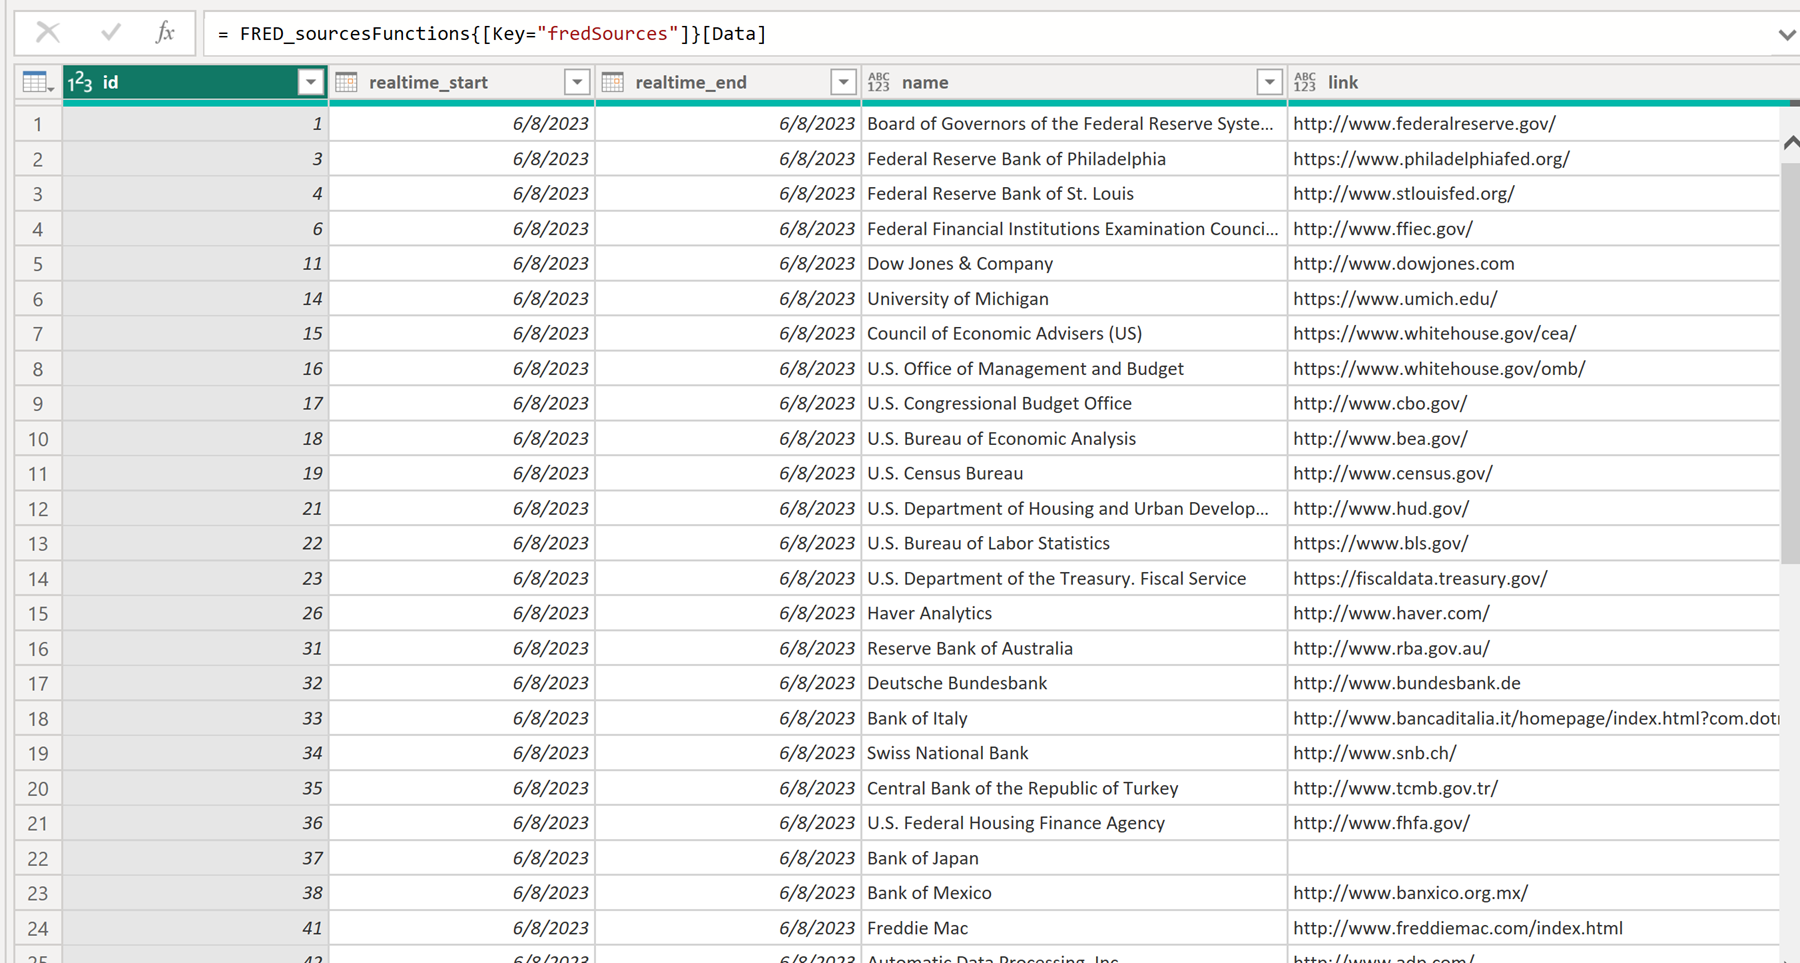 fx = FRED_sourcesFunctions{[Key="fredSources"]}[Data]
1²3 id realtime_start realtime_end ABC 123 name ABC 123 link
1 1 6/8/2023 6/8/2023 Board of Governors of the Federal Reserve Syste... http://www.federalreserve.gov/
2 3 6/8/2023 6/8/2023 Federal Reserve Bank of Philadelphia https://www.philadelphiafed.org/
3 4 6/8/2023 6/8/2023 Federal Reserve Bank of St. Louis http://www.stlouisfed.org/
4 6 6/8/2023 6/8/2023 Federal Financial Institutions Examination Counci... http://www.ffiec.gov/
5 11 6/8/2023 6/8/2023 Dow Jones & Company http://www.dowjones.com
6 14 6/8/2023 6/8/2023 University of Michigan https://www.umich.edu/
7 15 6/8/2023 6/8/2023 Council of Economic Advisers (US) https://www.whitehouse.gov/cea/
8 16 6/8/2023 6/8/2023 U.S. Office of Management and Budget https://www.whitehouse.gov/omb/
9 17 6/8/2023 6/8/2023 U.S. Congressional Budget Office http://www.cbo.gov/
10 18 6/8/2023 6/8/2023 U.S. Bureau of Economic Analysis http://www.bea.gov/
11 19 6/8/2023 6/8/2023 U.S. Census Bureau http://www.census.gov/
12 21 6/8/2023 6/8/2023 U.S. Department of Housing and Urban Develop... http://www.hud.gov/
13 22 6/8/2023 6/8/2023 U.S. Bureau of Labor Statistics https://www.bls.gov/
14 23 6/8/2023 6/8/2023 U.S. Department of the Treasury. Fiscal Service https://fiscaldata.treasury.gov/
15 26 6/8/2023 6/8/2023 Haver Analytics http://www.haver.com/
16 31 6/8/2023 6/8/2023 Reserve Bank of Australia http://www.rba.gov.au/
17 32 6/8/2023 6/8/2023 Deutsche Bundesbank http://www.bundesbank.de
18 33 6/8/2023 6/8/2023 Bank of Italy http://www.bancaditalia.it/homepage/index.html?com.dot
19 34 6/8/2023 6/8/2023 Swiss National Bank http://www.snb.ch/
20 35 6/8/2023 6/8/2023 Central Bank of the Republic of Turkey http://www.tcmb.gov.tr/
21 36 6/8/2023 6/8/2023 U.S. Federal Housing Finance Agency http://www.fhfa.gov/
22 37 6/8/2023 6/8/2023 Bank of Japan
23 38 6/8/2023 6/8/2023 Bank of Mexico http://www.banxico.org.mx/
24 41 6/8/2023 6/8/2023 Freddie Mac http://www.freddiemac.com/index.html
25 42 6/8/2023 6/8/2023 Automatic Data Processing, Inc. http://www.adp.com/